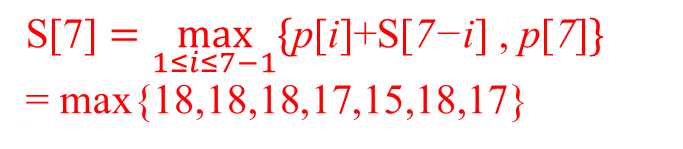 S[7] = max {p[i]+S[7−i] , p[7]}
1≤i≤7−1
= max{18,18,18,17,15,18,17}